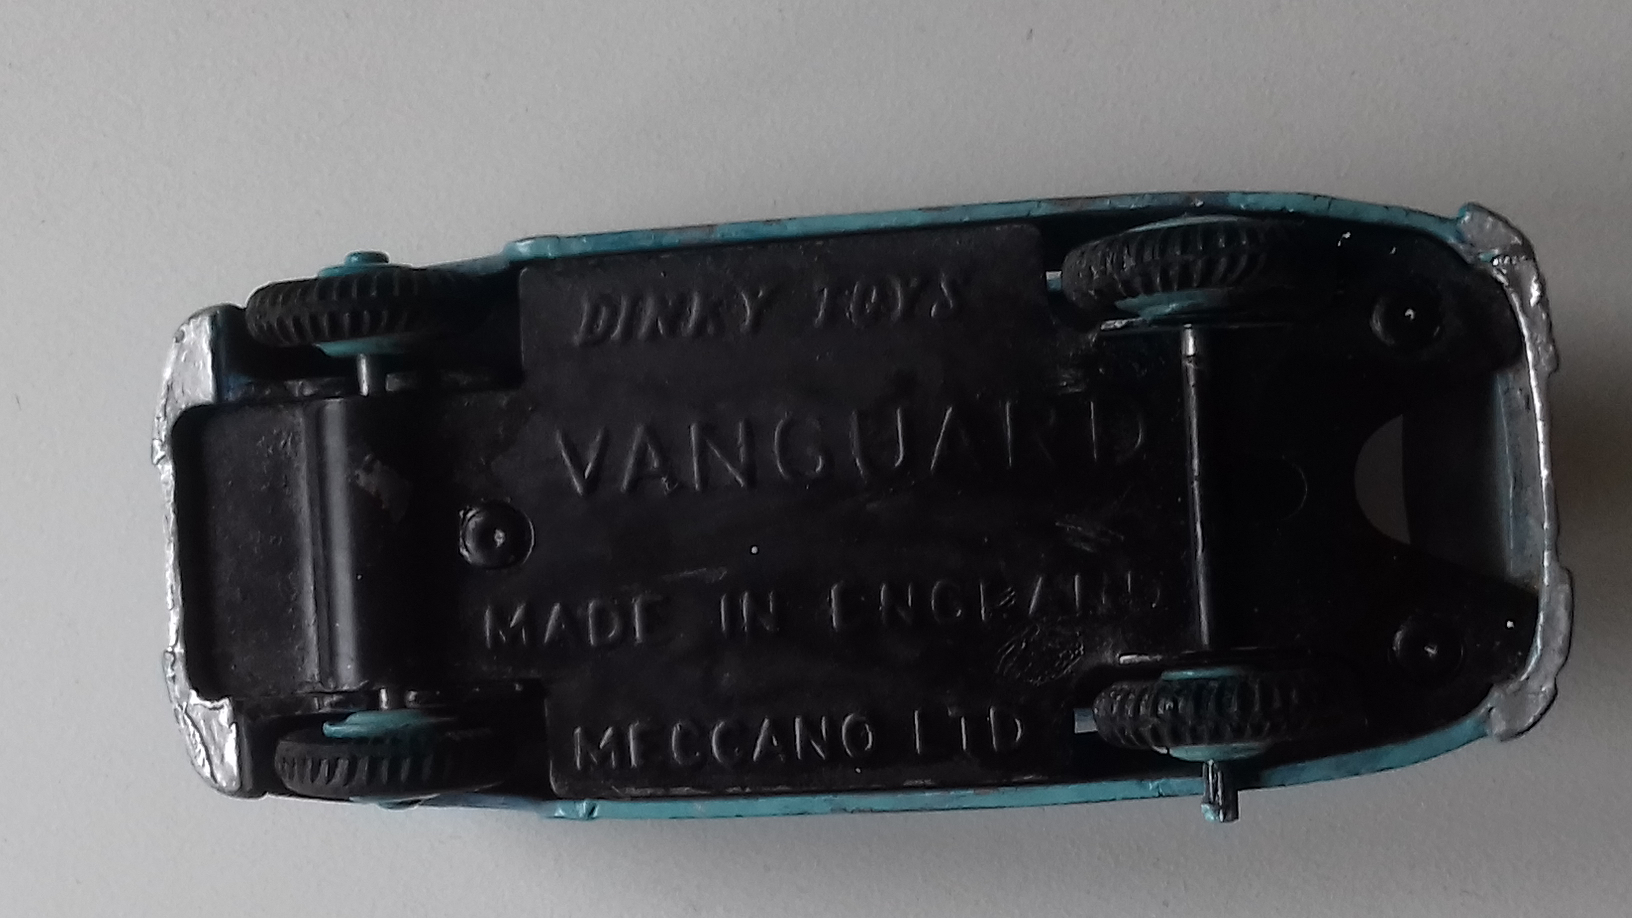 DINKY TOYS
VANGUARD
MADE IN ENGLAND
MECCANO LTD